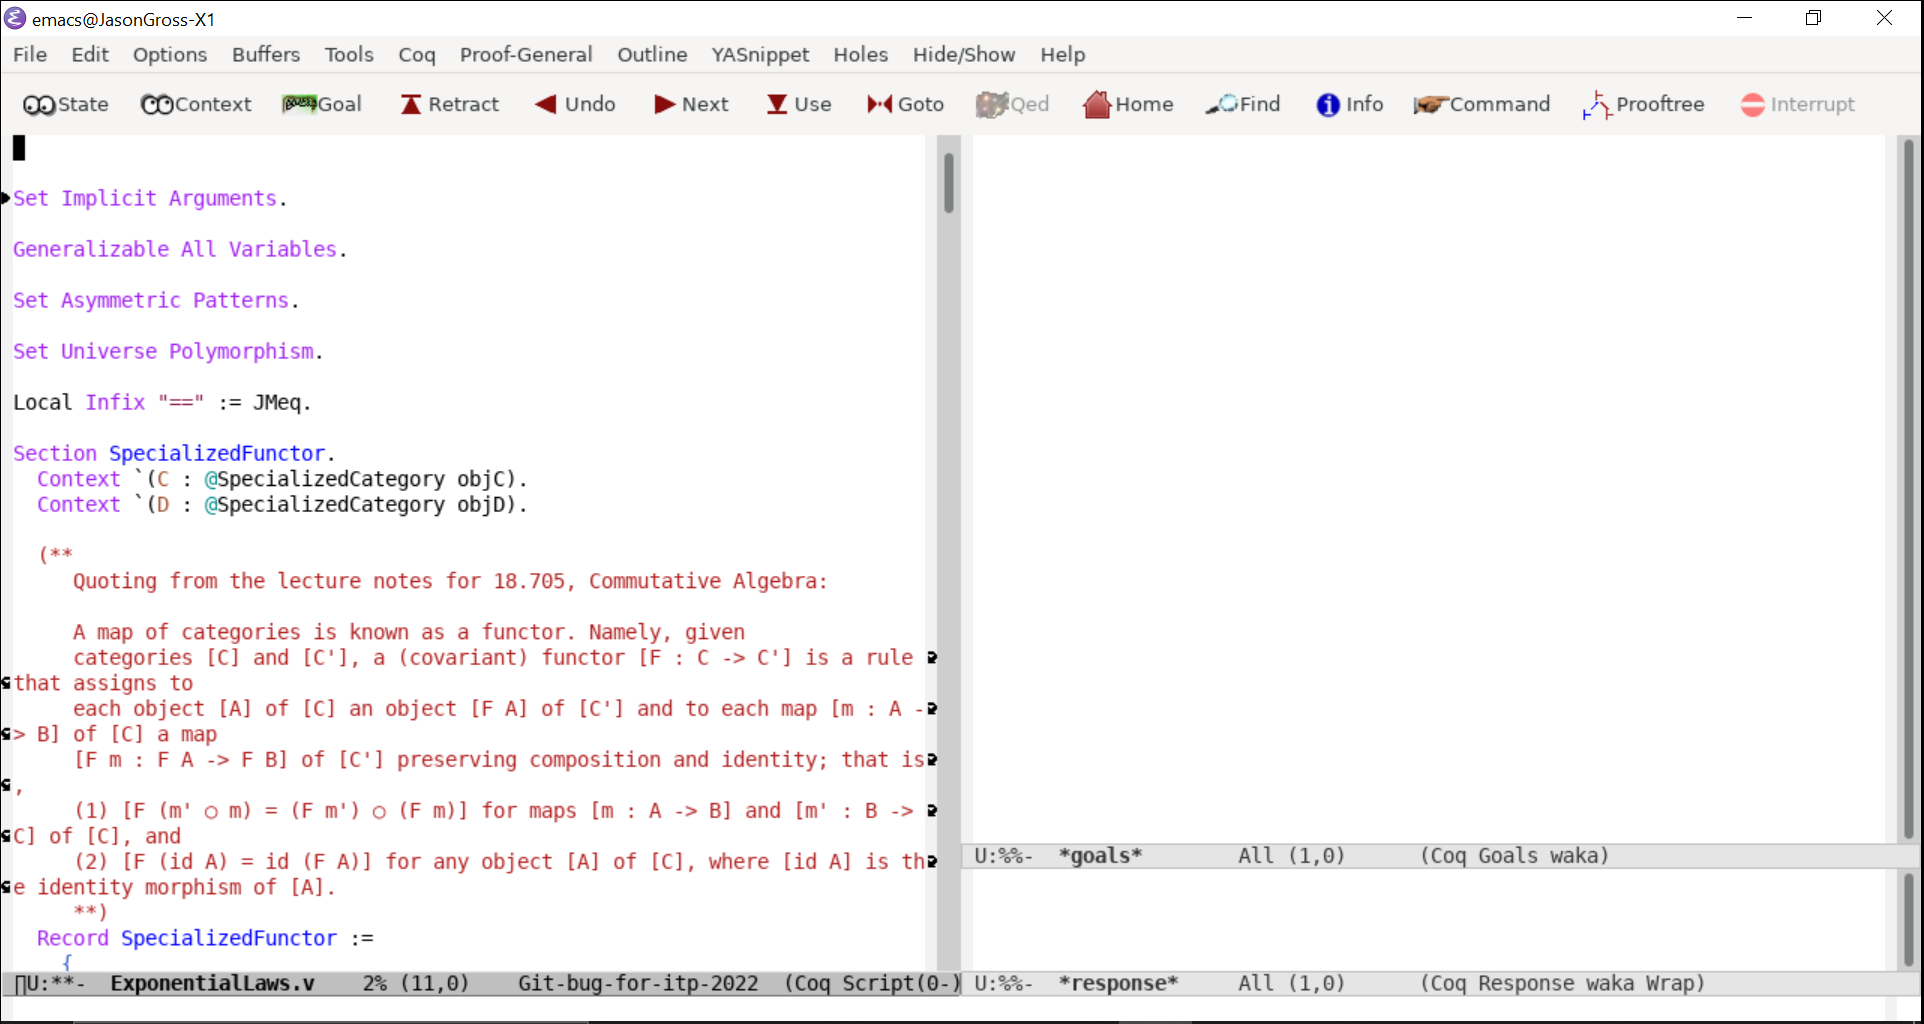 emacs@JasonGross-X1
File Edit Options Buffers Tools Coq Proof-General Outline YASnippet Holes Hide/Show Help
State Context Goal Retract Undo Next Use Goto Qed Home Find Info Command Prooftree Interrupt
Set Implicit Arguments.
Generalizable All Variables.
Set Asymmetric Patterns.
Set Universe Polymorphism.
Local Infix "==" := JMeq.
Section SpecializedFunctor.
  Context `(C : @SpecializedCategory objC).
  Context `(D : @SpecializedCategory objD).
  (**
     Quoting from the lecture notes for 18.705, Commutative Algebra:
     A map of categories is known as a functor. Namely, given
     categories [C] and [C'], a (covariant) functor [F : C -> C'] is a rule
that assigns to
     each object [A] of [C] an object [F A] of [C'] and to each map [m : A -
> B] of [C] a map
     [F m : F A -> F B] of [C'] preserving composition and identity; that is
,
     (1) [F (m' ○ m) = (F m') ○ (F m)] for maps [m : A -> B] and [m' : B ->
C] of [C], and
     (2) [F (id A) = id (F A)] for any object [A] of [C], where [id A] is th
e identity morphism of [A].
     **)
  Record SpecializedFunctor :=
    {
U:**-  ExponentialLaws.v    2% (11,0)    Git-bug-for-itp-2022  (Coq Script(0-)
U:%%-  *goals*        All (1,0)      (Coq Goals waka)
U:%%-  *response*     All (1,0)      (Coq Response waka Wrap)